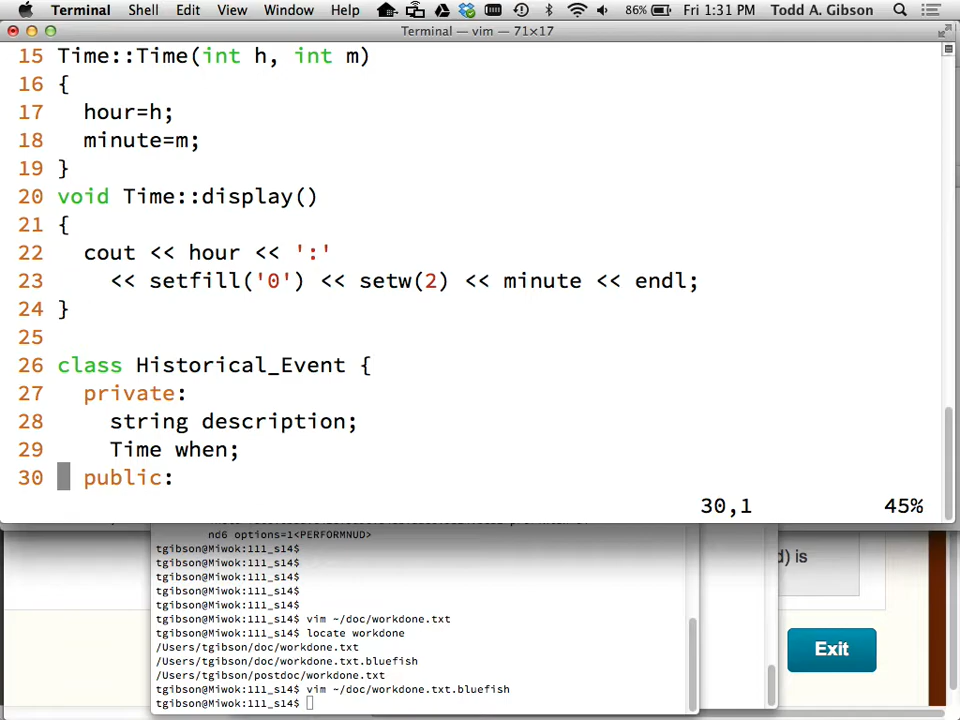 Terminal Shell Edit View Window Help 86% Fri 1:31 PM Todd A. Gibson
Terminal — vim — 71×17
15 Time::Time(int h, int m)
16 {
17 hour=h;
18 minute=m;
19 }
20 void Time::display()
21 {
22 cout << hour << ':'
23 << setfill('0') << setw(2) << minute << endl;
24 }
25
26 class Historical_Event {
27 private:
28 string description;
29 Time when;
30 public:
30,1 45%
nd6 options=1<PERFORMNUD>
tgibson@Miwok:111_s14$
tgibson@Miwok:111_s14$
tgibson@Miwok:111_s14$
tgibson@Miwok:111_s14$
tgibson@Miwok:111_s14$
tgibson@Miwok:111_s14$ vim ~/doc/workdone.txt
tgibson@Miwok:111_s14$ locate workdone
/Users/tgibson/doc/workdone.txt
/Users/tgibson/doc/workdone.txt.bluefish
/Users/tgibson/postdoc/workdone.txt
tgibson@Miwok:111_s14$ vim ~/doc/workdone.txt.bluefish
tgibson@Miwok:111_s14$
d) is
Exit